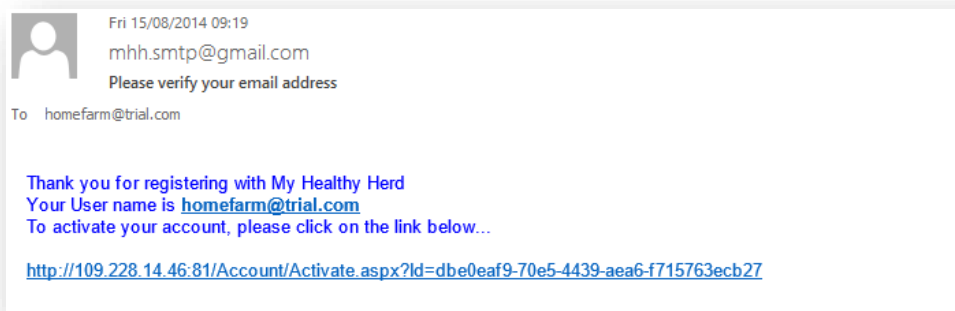 Fri 15/08/2014 09:19
mhh.smtp@gmail.com
Please verify your email address
To homefarm@trial.com
Thank you for registering with My Healthy Herd
Your User name is homefarm@trial.com
To activate your account, please click on the link below...
http://109.228.14.46:81/Account/Activate.aspx?Id=dbe0eaf9-70e5-4439-aea6-f715763ecb27